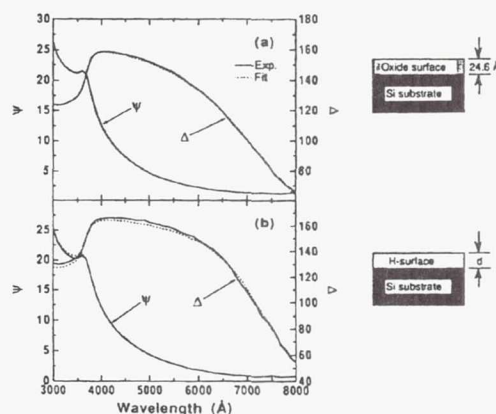 30
25
20
15
10
5
Ψ
(a)
Exp.
Fit
Ψ
Δ
180
160
140
120
100
80
Δ
Oxide surface
24.6 Å
Si substrate
25
20
15
10
5
0
Ψ
(b)
Ψ
Δ
160
140
120
100
80
60
40
Δ
H-surface
d
Si substrate
3000
4000
5000
6000
7000
8000
Wavelength (Å)